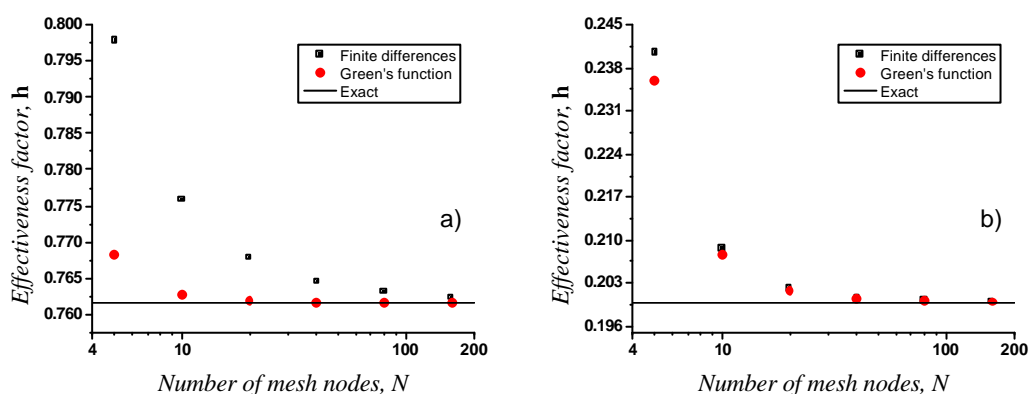 0.800
0.795
0.790
0.785
0.780
0.775
0.770
0.765
0.760
Effectiveness factor, h
Finite differences
Green's function
Exact
a)
4
10
100
200
Number of mesh nodes, N
0.245
0.238
0.231
0.224
0.217
0.210
0.203
0.196
Effectiveness factor, h
Finite differences
Green's function
Exact
b)
4
10
100
200
Number of mesh nodes, N